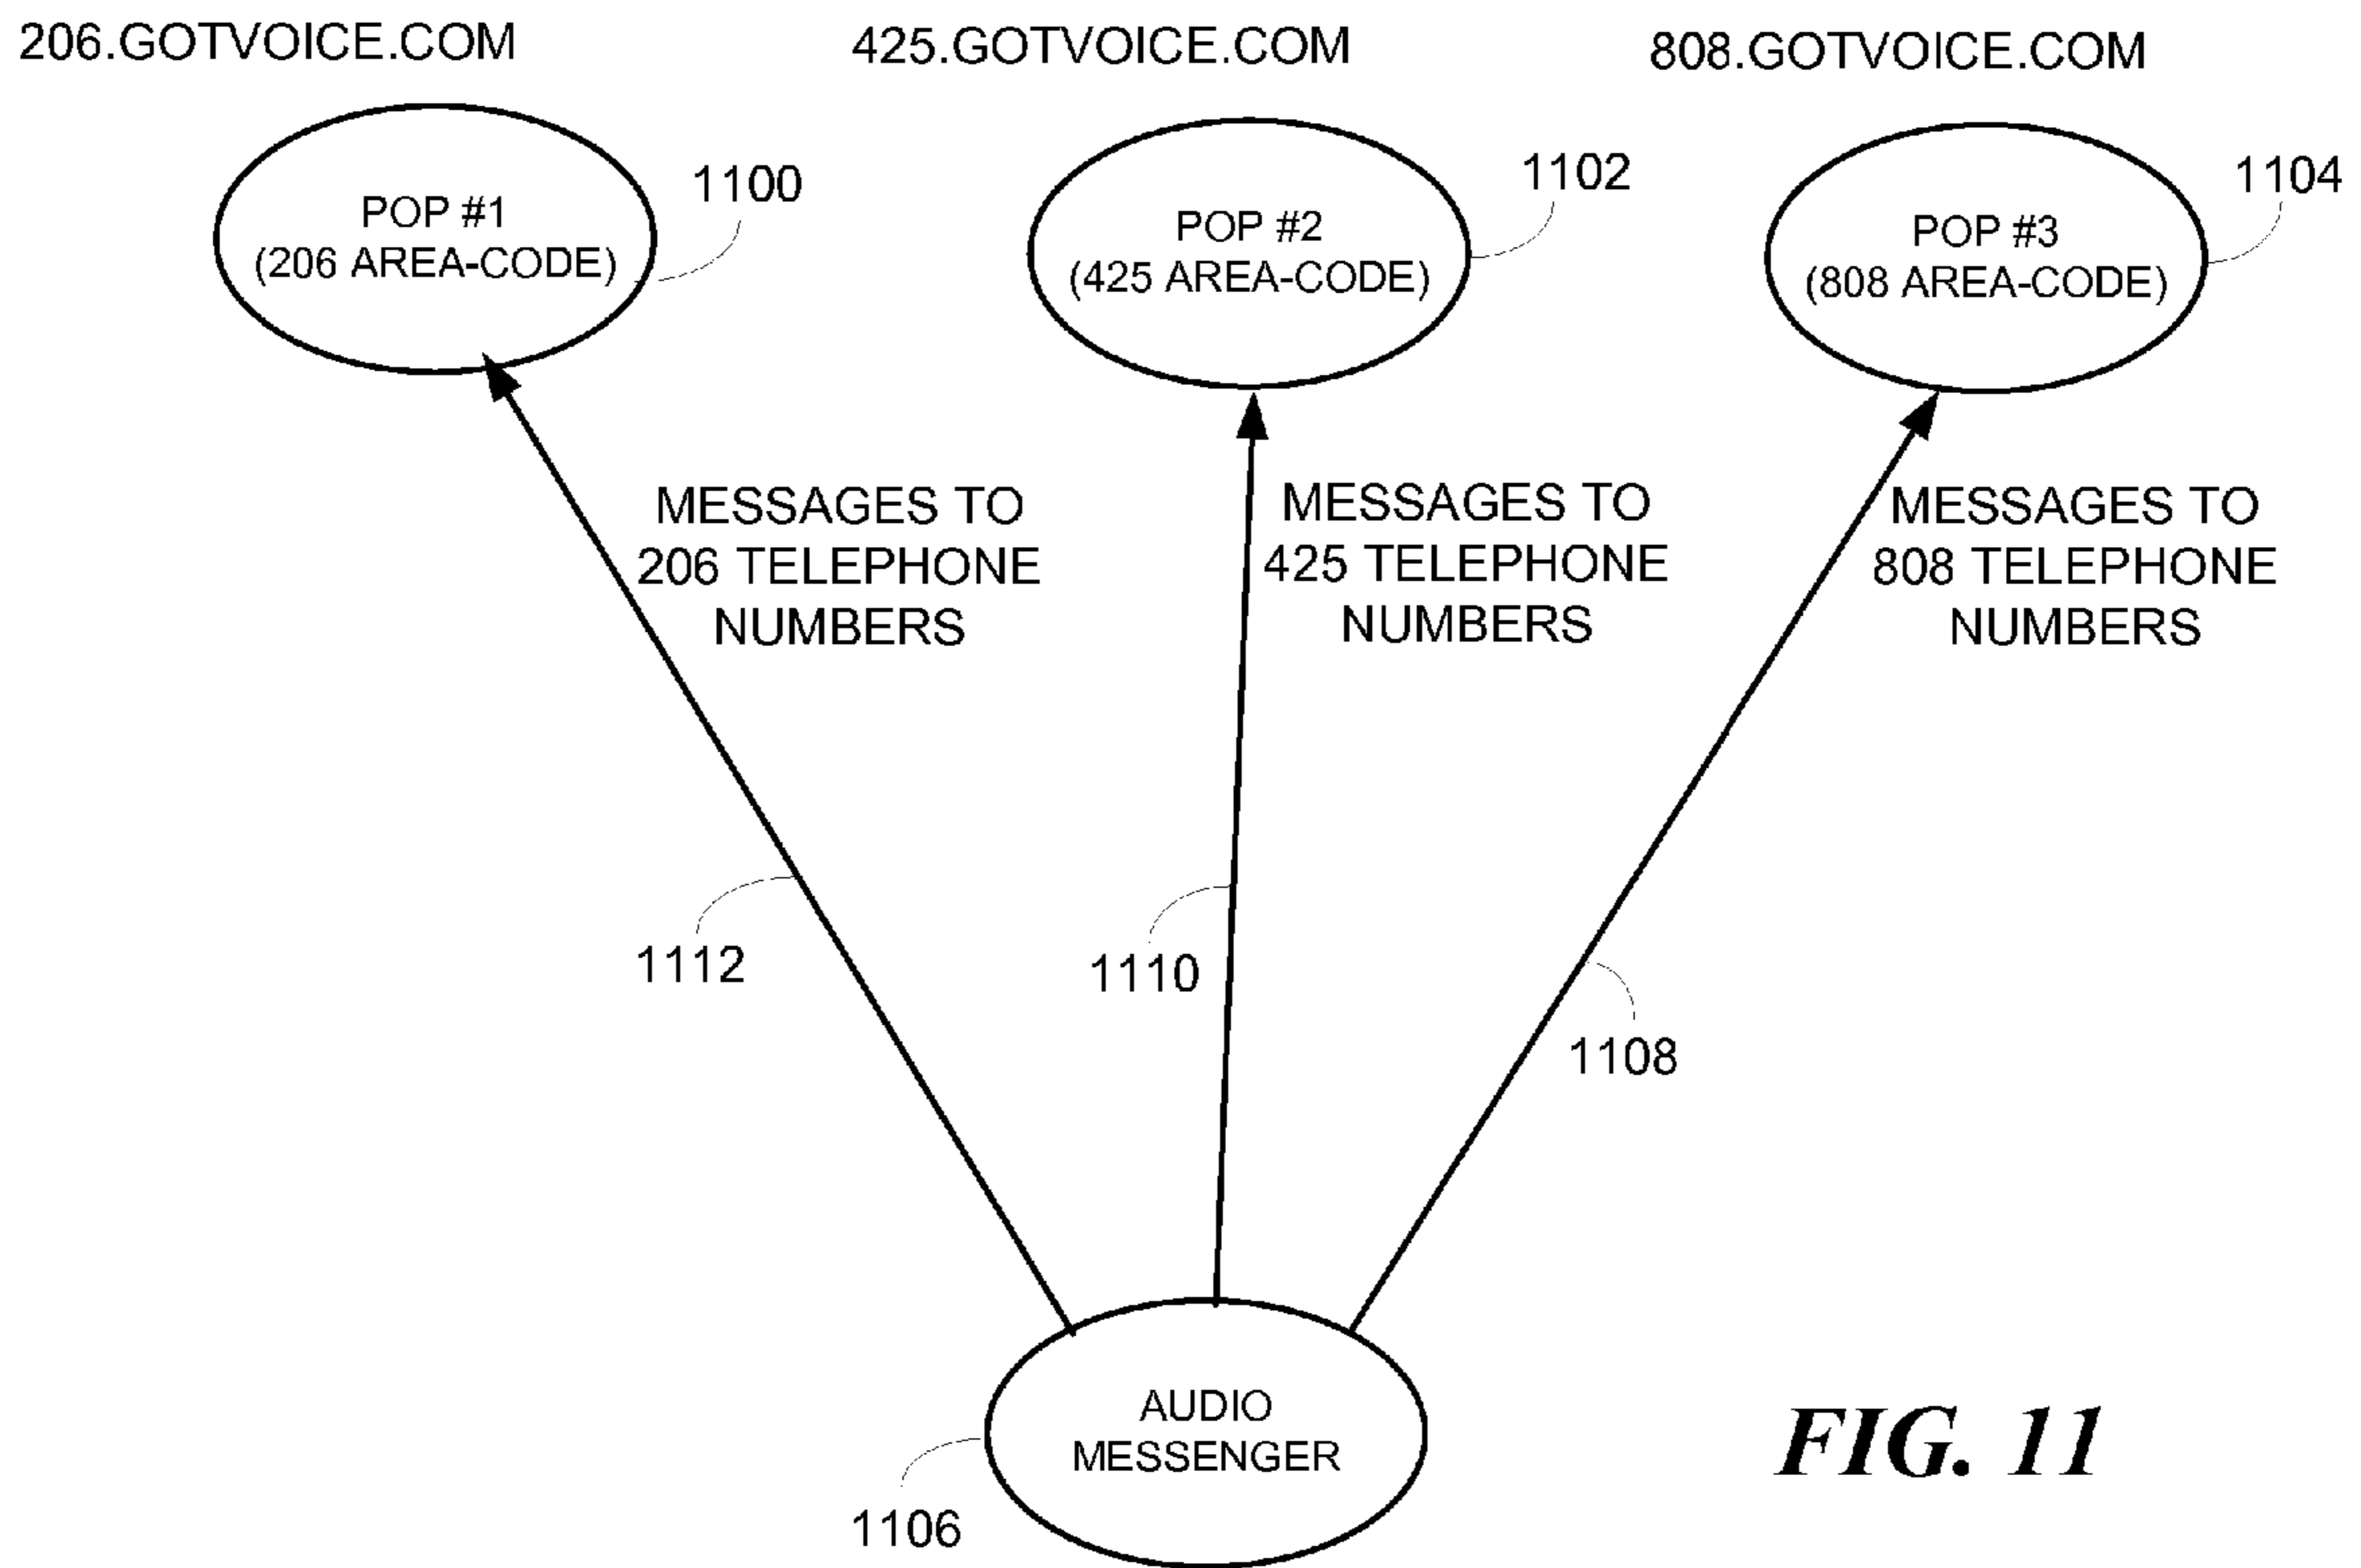 206.GOTVOICE.COM
425.GOTVOICE.COM
808.GOTVOICE.COM
POP #1
(206 AREA-CODE)
1100
POP #2
(425 AREA-CODE)
1102
POP #3
(808 AREA-CODE)
1104
MESSAGES TO
206 TELEPHONE
NUMBERS
MESSAGES TO
425 TELEPHONE
NUMBERS
MESSAGES TO
808 TELEPHONE
NUMBERS
1112
1110
1108
AUDIO
MESSENGER
1106
FIG. 11